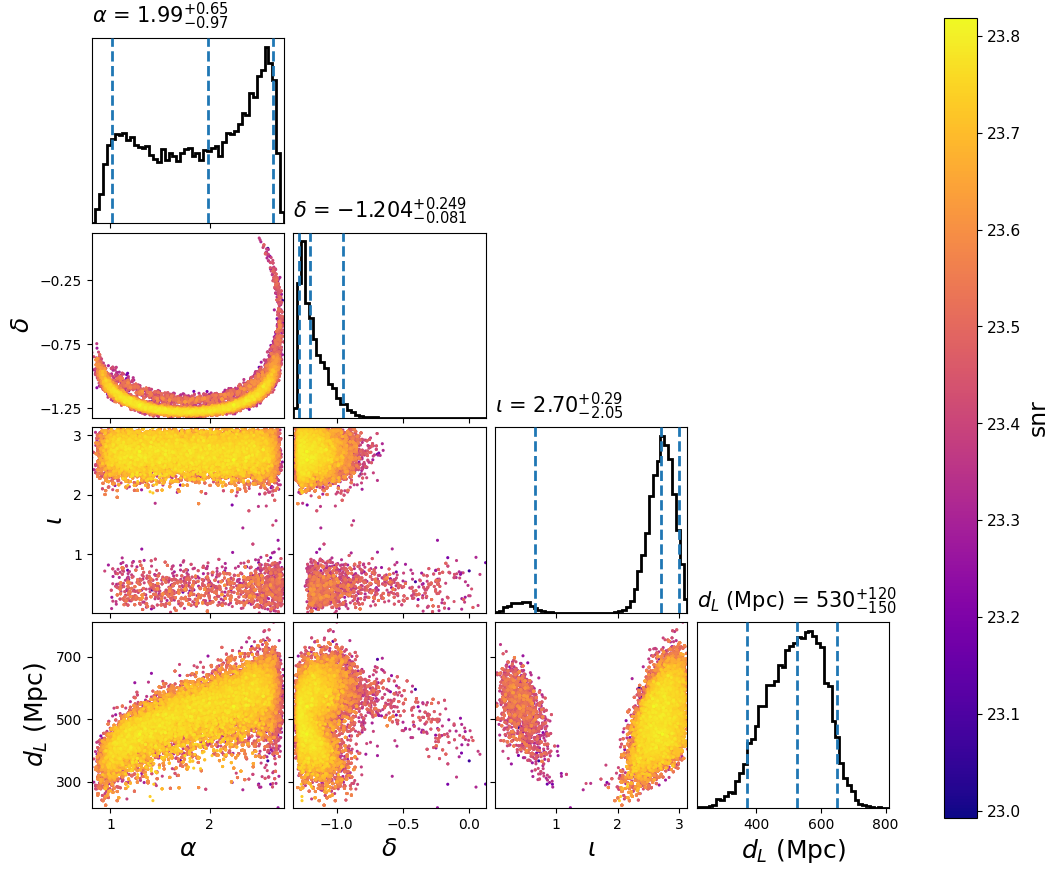 α = 1.99+0.65−0.97
δ = −1.204+0.249−0.081
−0.25
−0.75
−1.25
δ
ι = 2.70+0.29−2.05
3
2
1
ι
d_L (Mpc) = 530+120−150
700
500
300
d_L (Mpc)
1 2
α
−1.0 −0.5 0.0
δ
1 2 3
ι
400 600 800
d_L (Mpc)
23.8
23.7
23.6
23.5
23.4
23.3
23.2
23.1
23.0
snr